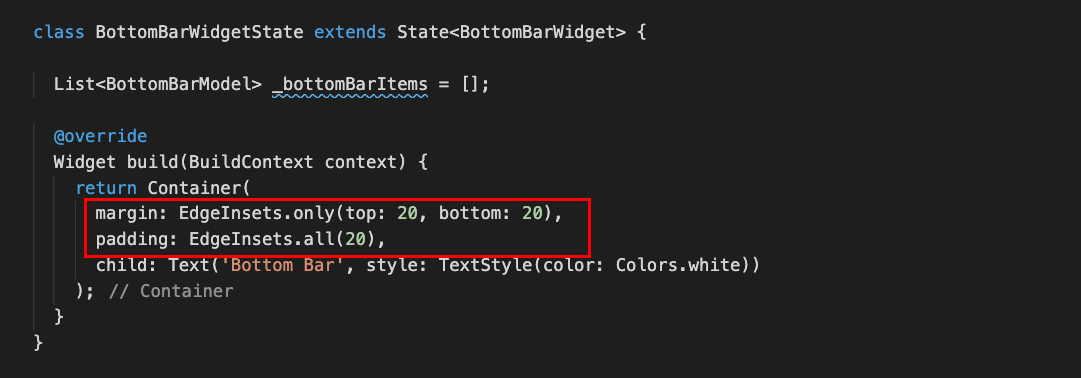 class BottomBarWidgetState extends State<BottomBarWidget> {
List<BottomBarModel> _bottomBarItems = [];
@override
Widget build(BuildContext context) {
return Container(
margin: EdgeInsets.only(top: 20, bottom: 20),
padding: EdgeInsets.all(20),
child: Text('Bottom Bar', style: TextStyle(color: Colors.white))
); // Container
}
}